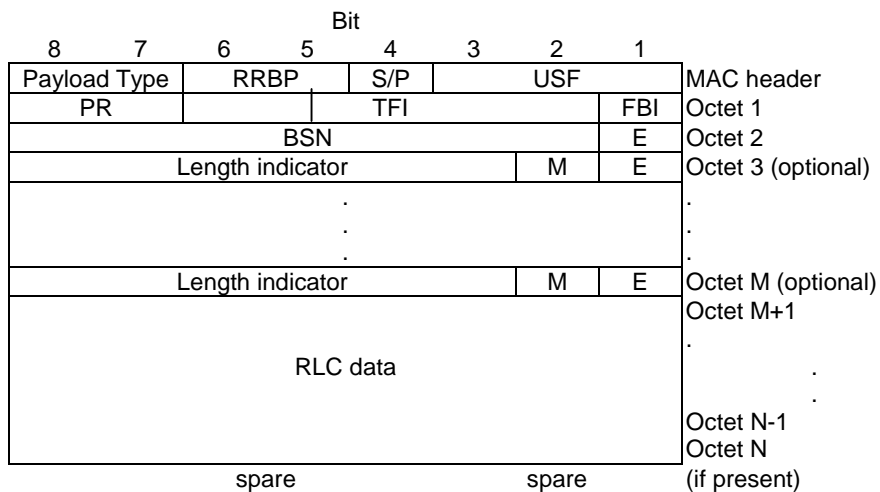 Bit
8 7 6 5 4 3 2 1
Payload Type RRBP S/P USF MAC header
PR TFI FBI Octet 1
BSN E Octet 2
Length indicator M E Octet 3 (optional)
. .
. .
. .
Length indicator M E Octet M (optional)
Octet M+1
.
RLC data .
.
Octet N-1
Octet N
spare spare (if present)